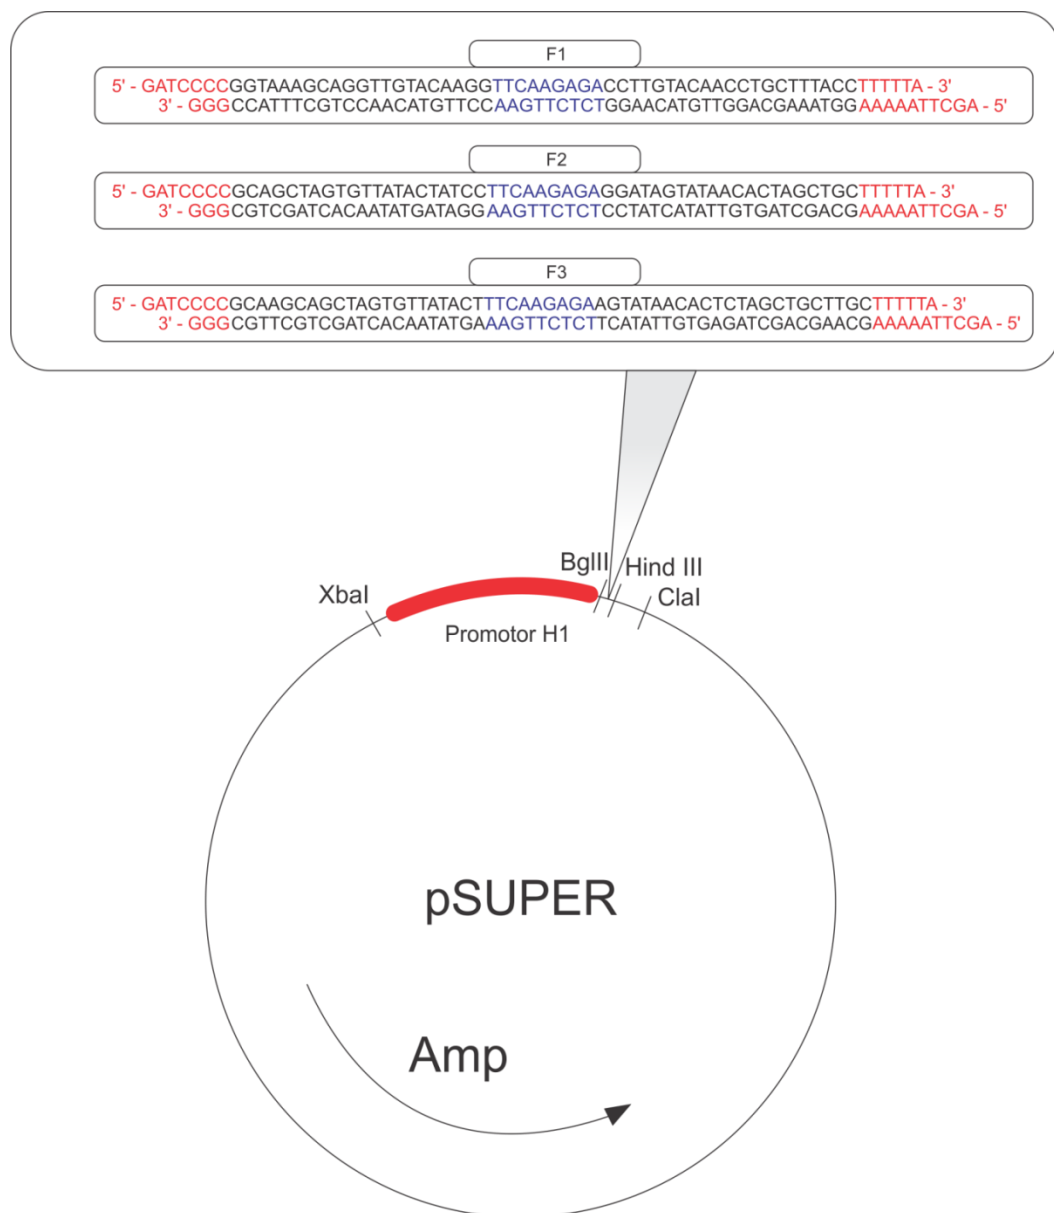 F1
5' - GATCCCCGGTAAAGCAGGTTGTACAAGGTTCAAGAGACCTTGTACAACCTGCTTTACCTTTTTA - 3'
3' - GGGCCATTTCGTCCAACATGTTCCAAGTTCTCTGGAACATGTTGGACGAAATGGAAAAATTCGA - 5'
F2
5' - GATCCCCGCAGCTAGTGTTATACTATCCTTCAAGAGAGGATAGTATAACACTAGCTGCTTTTTA - 3'
3' - GGGCGTCGATCACAATATGATAGGAAGTTCTCTCCTATCATATTGTGATCGACGAAAAATTCGA - 5'
F3
5' - GATCCCCGCAAGCAGCTAGTGTTATACTTTCAAGAGAAGTATAACACTCTAGCTGCTTGCTTTTTA - 3'
3' - GGGCGTTCGTCGATCACAATATGAAAGTTCTCTTCATATTGTGAGATCGACGAACGAAAAATTCGA - 5'
XbaI
Promotor H1
BglII
Hind III
ClaI
pSUPER
Amp